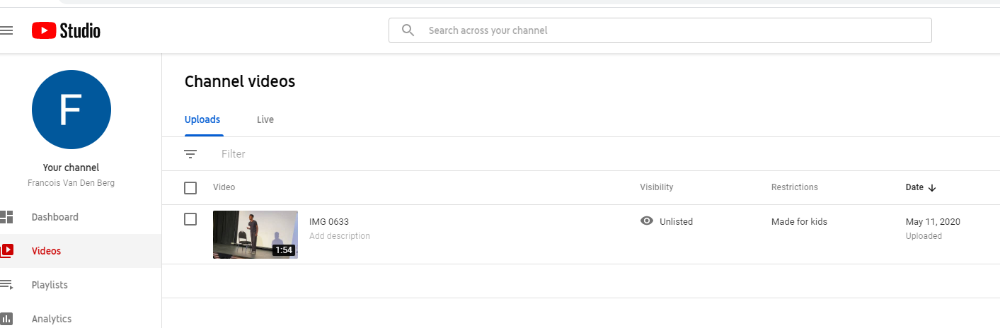 Studio
Search across your channel
F
Your channel
Francois Van Den Berg
Dashboard
Videos
Playlists
Analytics
Channel videos
Uploads Live
Filter
Video Visibility Restrictions Date
IMG 0633 Unlisted Made for kids May 11, 2020
Add description Uploaded
1:54